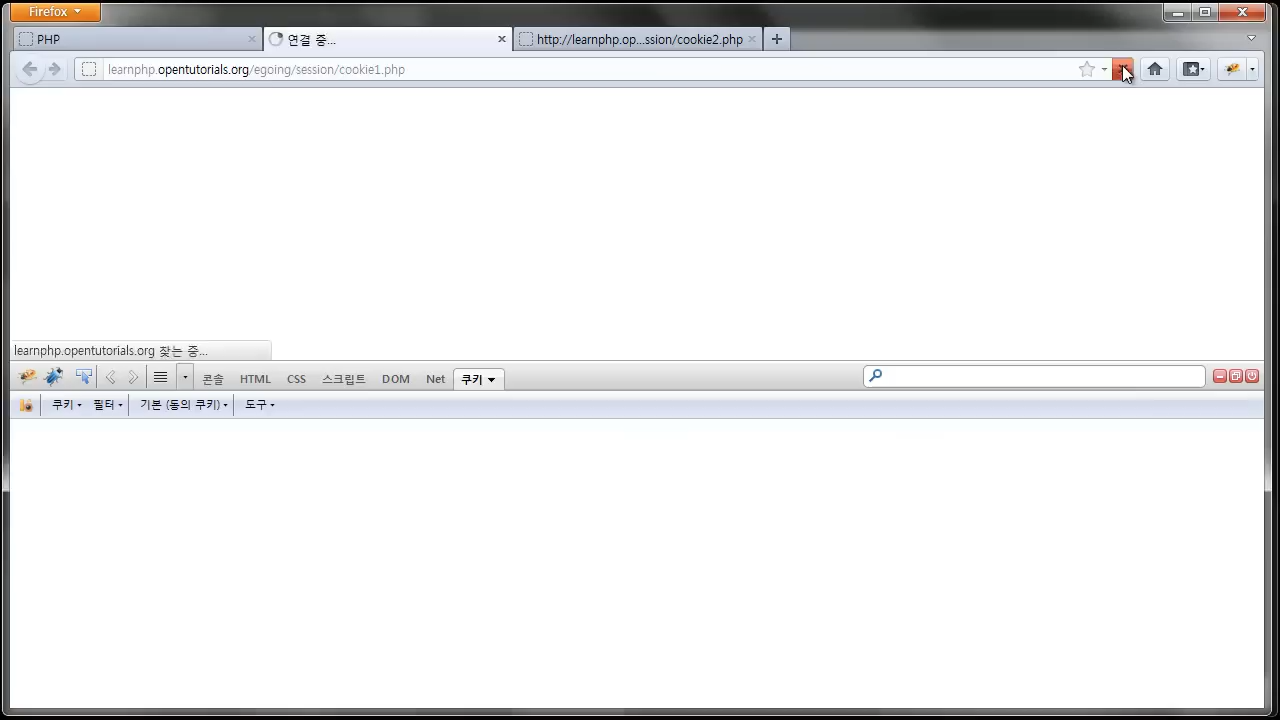 Firefox
PHP
연결 중...
http://learnphp.op...ssion/cookie2.php
learnphp.opentutorials.org/egoing/session/cookie1.php
learnphp.opentutorials.org 찾는 중...
콘솔 HTML CSS 스크립트 DOM Net 쿠키
쿠키 필터 기본 (동의 쿠키) 도구